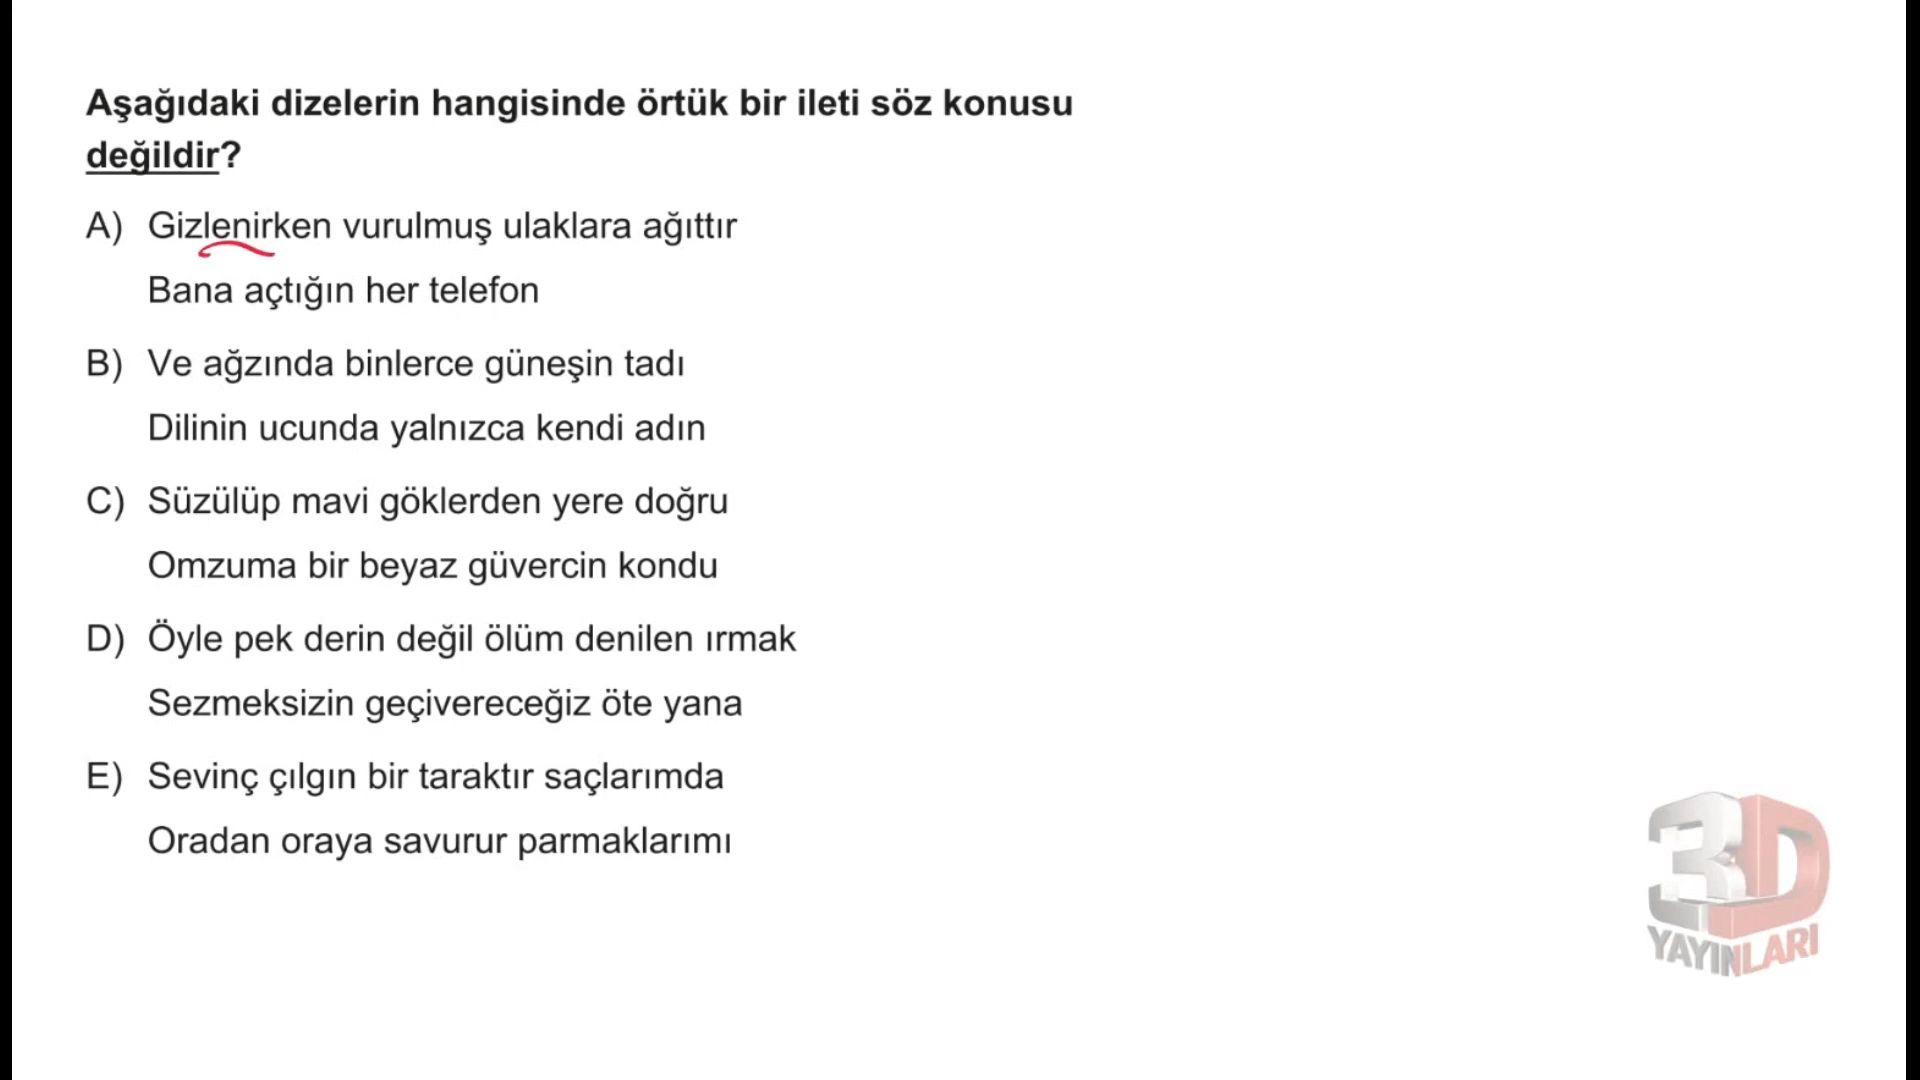 Aşağıdaki dizelerin hangisinde örtük bir ileti söz konusu
değildir?
A) Gizlenirken vurulmuş ulaklara ağıttır
Bana açtığın her telefon
B) Ve ağzında binlerce güneşin tadı
Dilinin ucunda yalnızca kendi adın
C) Süzülüp mavi göklerden yere doğru
Omzuma bir beyaz güvercin kondu
D) Öyle pek derin değil ölüm denilen ırmak
Sezmeksizin geçivereceğiz öte yana
E) Sevinç çılgın bir taraktır saçlarımda
Oradan oraya savurur parmaklarımı
3D
YAYINLARI